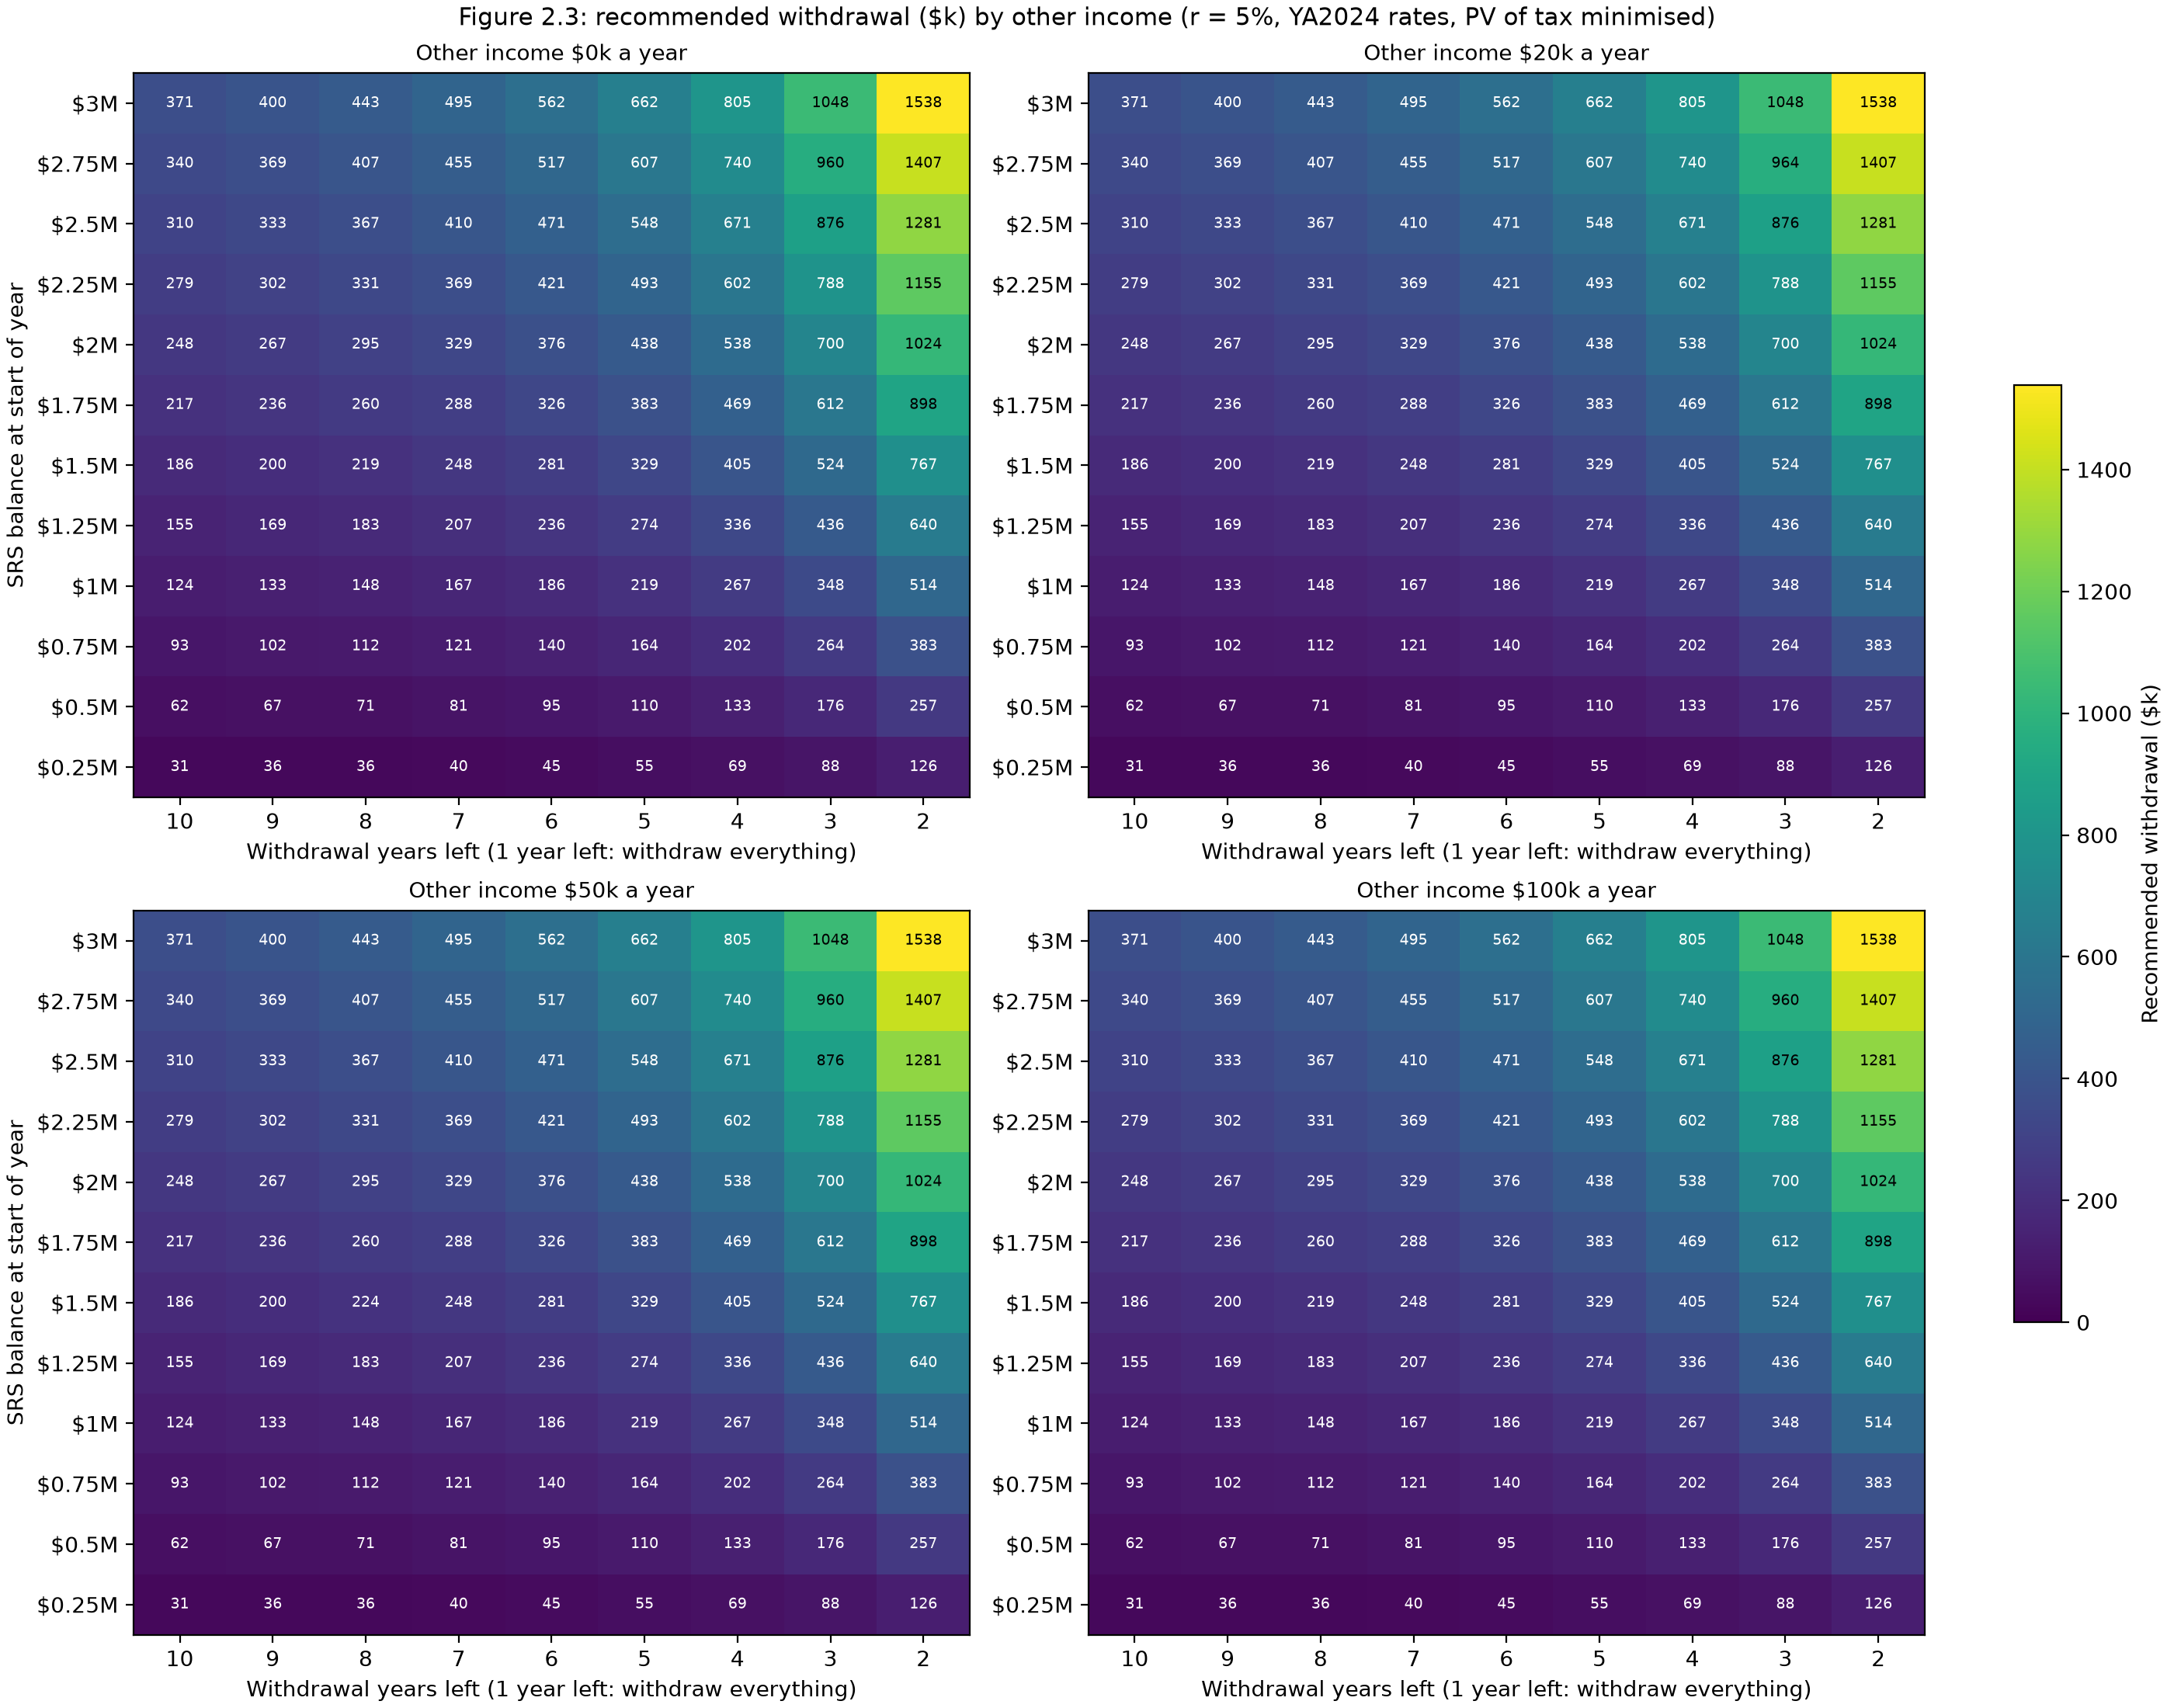 Figure 2.3: recommended withdrawal ($k) by other income (r = 5%, YA2024 rates, PV of tax minimised)
Other income $0k a year
SRS balance at start of year
$3M 371 400 443 495 562 662 805 1048 1538
$2.75M 340 369 407 455 517 607 740 960 1407
$2.5M 310 333 367 410 471 548 671 876 1281
$2.25M 279 302 331 369 421 493 602 788 1155
$2M 248 267 295 329 376 438 538 700 1024
$1.75M 217 236 260 288 326 383 469 612 898
$1.5M 186 200 219 248 281 329 405 524 767
$1.25M 155 169 183 207 236 274 336 436 640
$1M 124 133 148 167 186 219 267 348 514
$0.75M 93 102 112 121 140 164 202 264 383
$0.5M 62 67 71 81 95 110 133 176 257
$0.25M 31 36 36 40 45 55 69 88 126
10 9 8 7 6 5 4 3 2
Withdrawal years left (1 year left: withdraw everything)
Other income $20k a year
$3M 371 400 443 495 562 662 805 1048 1538
$2.75M 340 369 407 455 517 607 740 964 1407
$2.5M 310 333 367 410 471 548 671 876 1281
$2.25M 279 302 331 369 421 493 602 788 1155
$2M 248 267 295 329 376 438 538 700 1024
$1.75M 217 236 260 288 326 383 469 612 898
$1.5M 186 200 219 248 281 329 405 524 767
$1.25M 155 169 183 207 236 274 336 436 640
$1M 124 133 148 167 186 219 267 348 514
$0.75M 93 102 112 121 140 164 202 264 383
$0.5M 62 67 71 81 95 110 133 176 257
$0.25M 31 36 36 40 45 55 69 88 126
10 9 8 7 6 5 4 3 2
Withdrawal years left (1 year left: withdraw everything)
Other income $50k a year
SRS balance at start of year
$3M 371 400 443 495 562 662 805 1048 1538
$2.75M 340 369 407 455 517 607 740 960 1407
$2.5M 310 333 367 410 471 548 671 876 1281
$2.25M 279 302 331 369 421 493 602 788 1155
$2M 248 267 295 329 376 438 538 700 1024
$1.75M 217 236 260 288 326 383 469 612 898
$1.5M 186 200 224 248 281 329 405 524 767
$1.25M 155 169 183 207 236 274 336 436 640
$1M 124 133 148 167 186 219 267 348 514
$0.75M 93 102 112 121 140 164 202 264 383
$0.5M 62 67 71 81 95 110 133 176 257
$0.25M 31 36 36 40 45 55 69 88 126
10 9 8 7 6 5 4 3 2
Withdrawal years left (1 year left: withdraw everything)
Other income $100k a year
$3M 371 400 443 495 562 662 805 1048 1538
$2.75M 340 369 407 455 517 607 740 960 1407
$2.5M 310 333 367 410 471 548 671 876 1281
$2.25M 279 302 331 369 421 493 602 788 1155
$2M 248 267 295 329 376 438 538 700 1024
$1.75M 217 236 260 288 326 383 469 612 898
$1.5M 186 200 219 248 281 329 405 524 767
$1.25M 155 169 183 207 236 274 336 436 640
$1M 124 133 148 167 186 219 267 348 514
$0.75M 93 102 112 121 140 164 202 264 383
$0.5M 62 67 71 81 95 110 133 176 257
$0.25M 31 36 36 40 45 55 69 88 126
10 9 8 7 6 5 4 3 2
Withdrawal years left (1 year left: withdraw everything)
1400
1200
1000
800
600
400
200
0
Recommended withdrawal ($k)